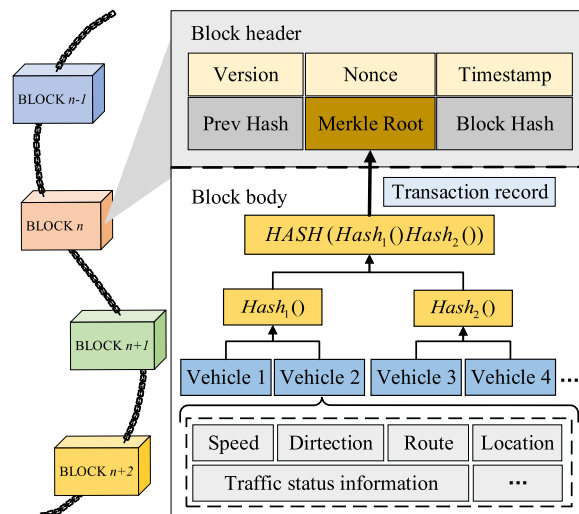 BLOCK n-1
BLOCK n
BLOCK n+1
BLOCK n+2
Block header
Version Nonce Timestamp
Prev Hash Merkle Root Block Hash
Block body
Transaction record
HASH(Hash₁()Hash₂())
Hash₁() Hash₂()
Vehicle 1 Vehicle 2 Vehicle 3 Vehicle 4 ...
Speed Dirtection Route Location
Traffic status information ...